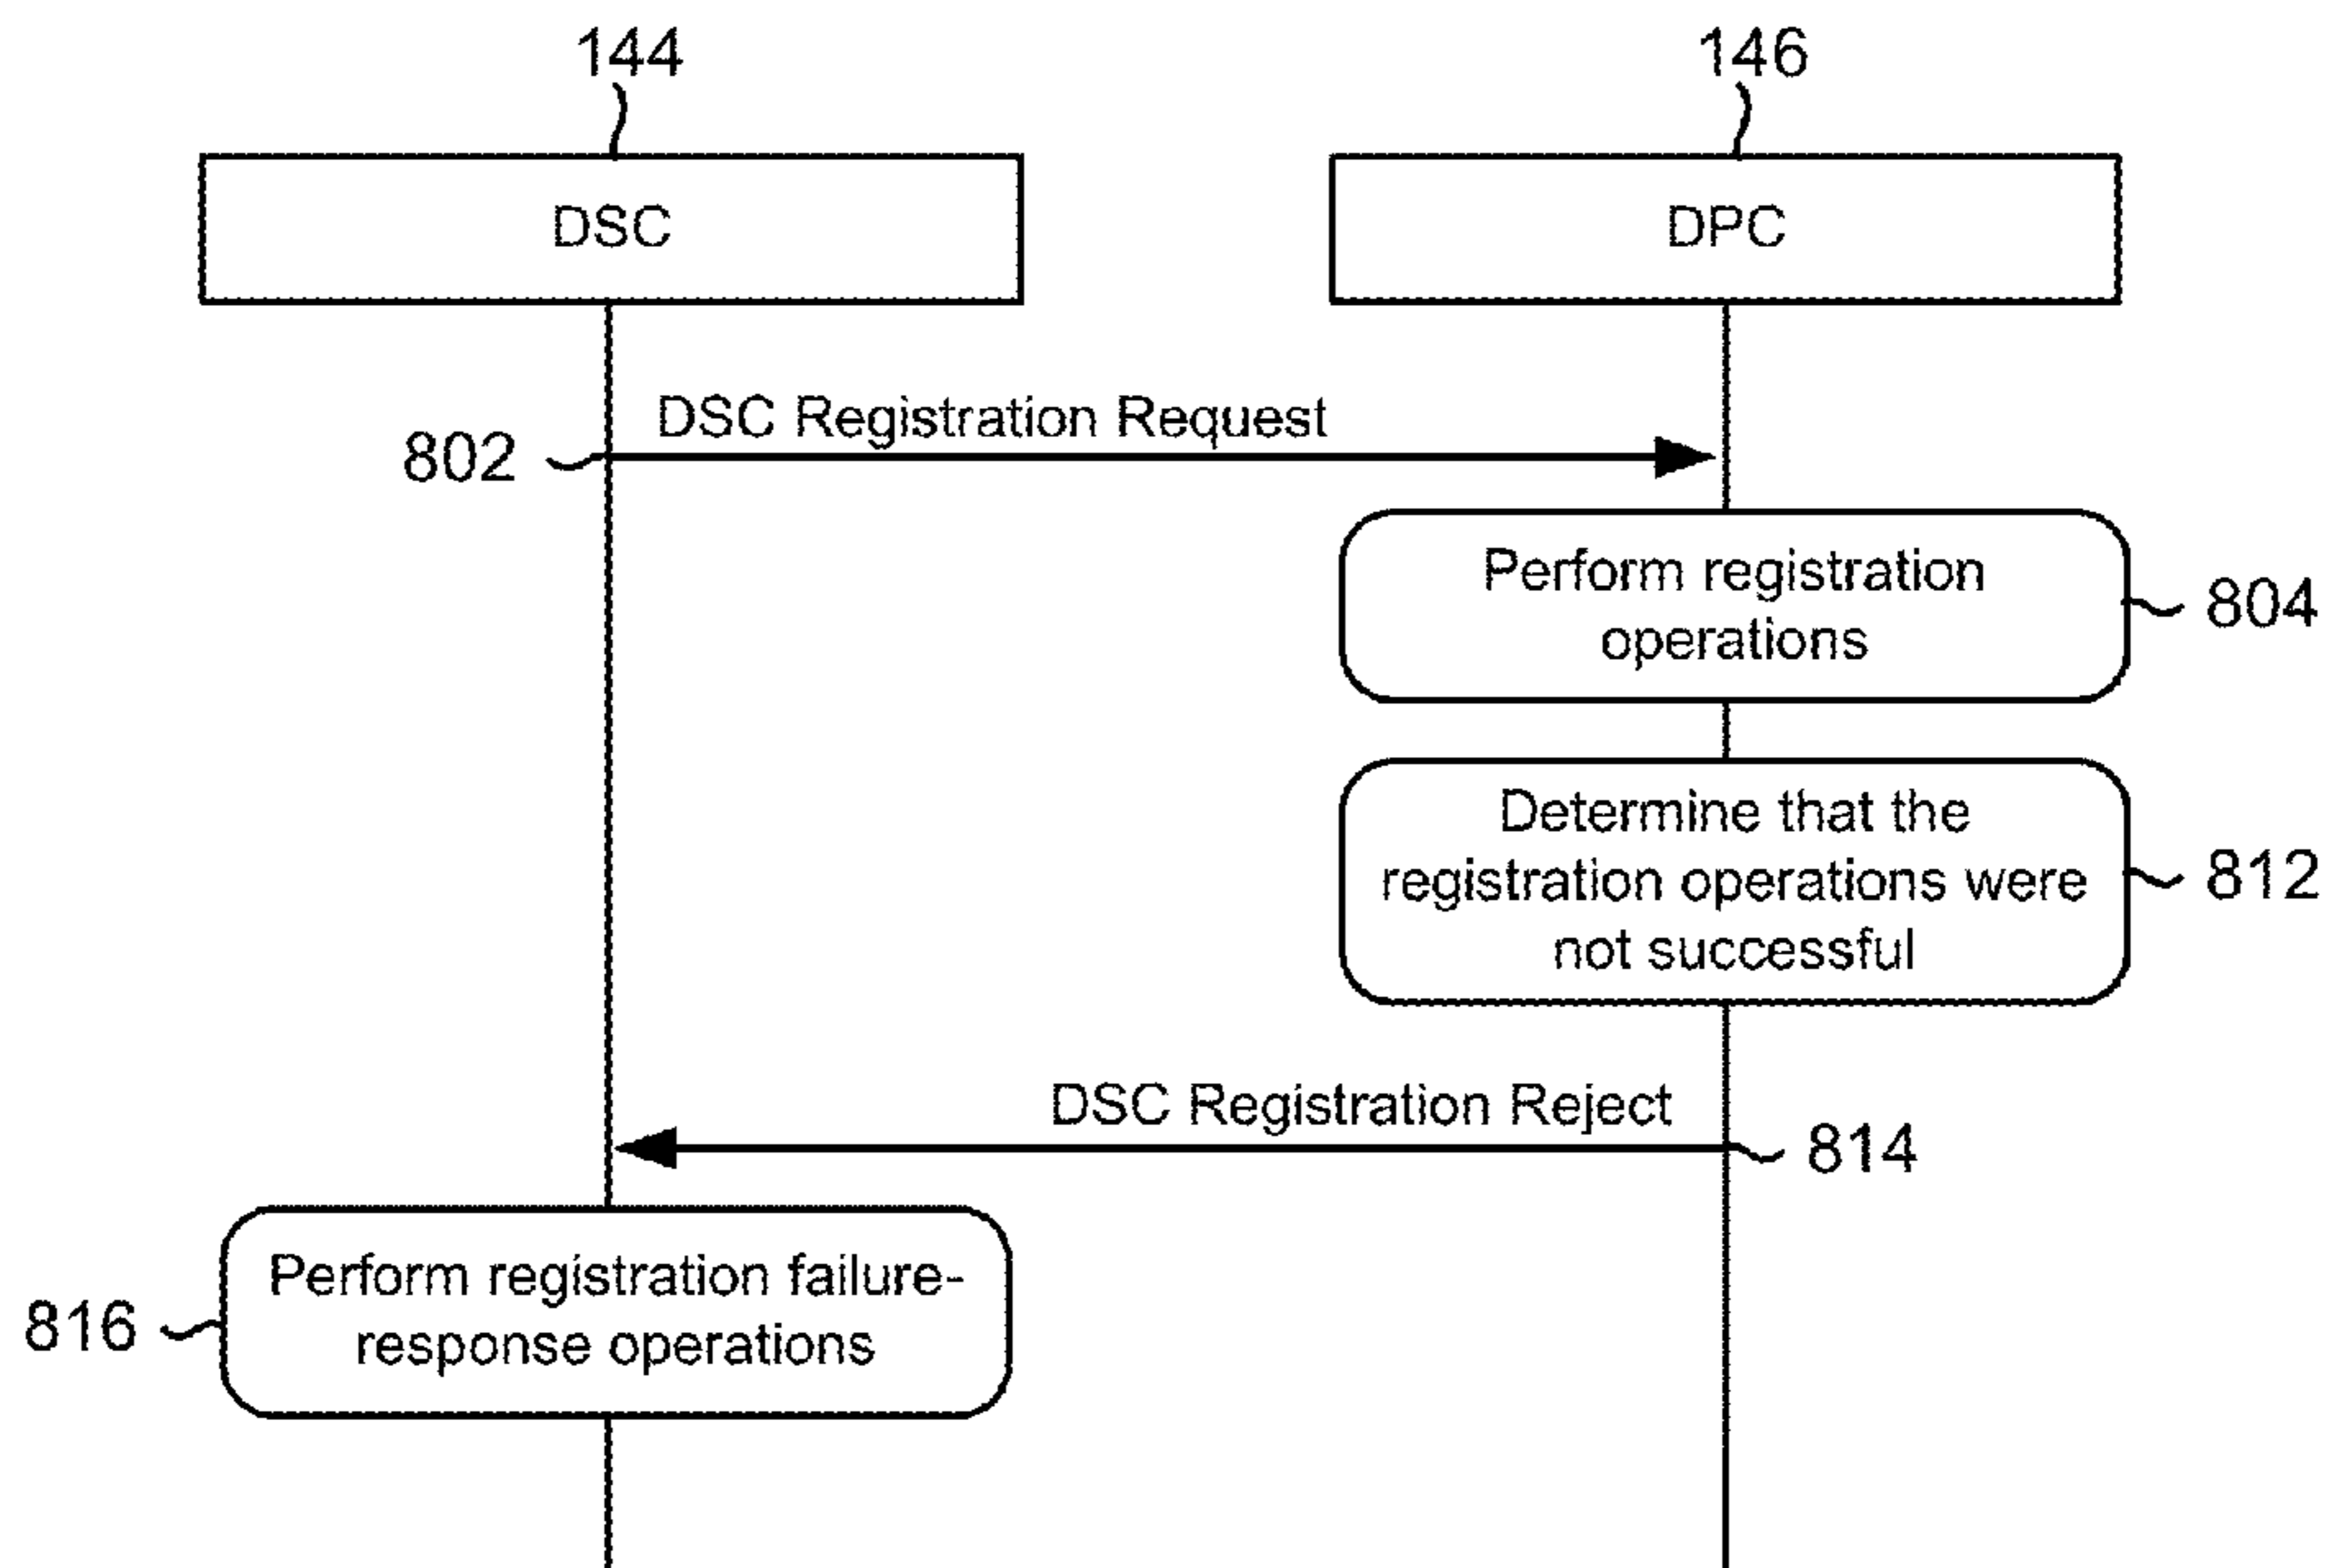 144
146
DSC
DPC
DSC Registration Request
802
Perform registration
operations
804
Determine that the
registration operations were
not successful
812
DSC Registration Reject
814
Perform registration failure-
response operations
816